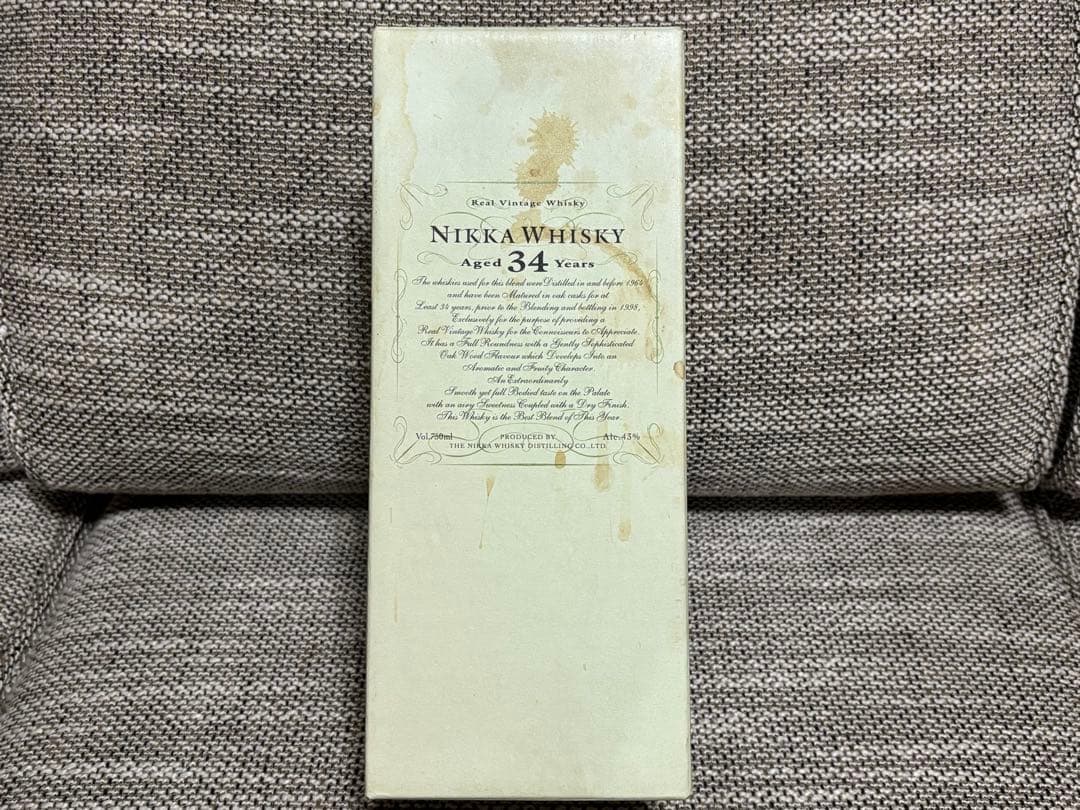 Real Vintage Whisky
NIKKA WHISKY
Aged 34 Years
The whiskies used for this blend were Distilled in and before 1964
and have been Matured in oak casks for at
Least 34 years, prior to the Blending and bottling in 1998,
Exclusively for the purpose of providing a
Real Vintage Whisky for the Connoisseurs to Appreciate.
It has a Full Roundness with a Gently Sophisticated
Oak Wood Flavour which Develops Into an
Aromatic and Fruity Character.
An Extraordinarily
Smooth yet full Bodied taste on the Palate
with an airy Sweetness Coupled with a Dry Finish.
This Whisky is the Best Blend of This Year.
Vol.750ml PRODUCED BY Alc.43%
THE NIKKA WHISKY DISTILLING CO.,LTD.